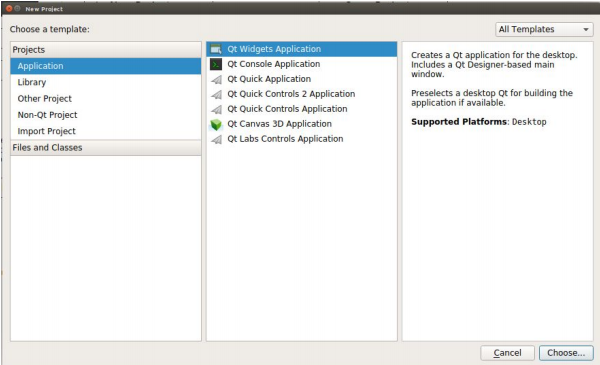 New Project
Choose a template:
All Templates
Projects
Application
Library
Other Project
Non-Qt Project
Import Project
Files and Classes
Qt Widgets Application
Qt Console Application
Qt Quick Application
Qt Quick Controls 2 Application
Qt Quick Controls Application
Qt Canvas 3D Application
Qt Labs Controls Application
Creates a Qt application for the desktop.
Includes a Qt Designer-based main
window.
Preselects a desktop Qt for building the
application if available.
Supported Platforms: Desktop
Cancel
Choose...